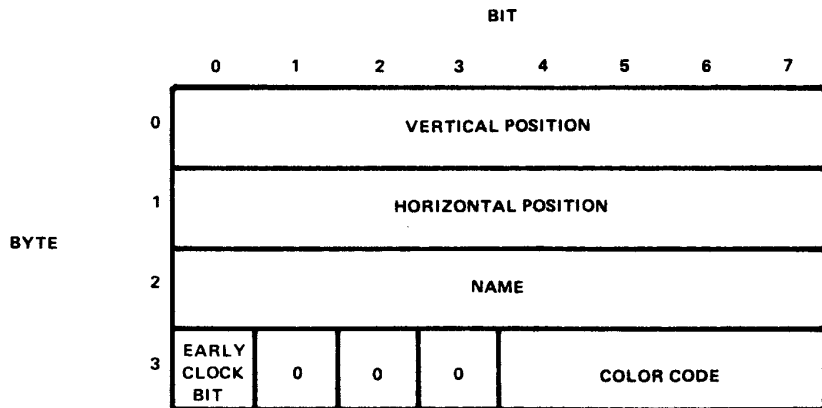 BIT
0 1 2 3 4 5 6 7
0 VERTICAL POSITION
1 HORIZONTAL POSITION
BYTE
2 NAME
3 EARLY CLOCK BIT 0 0 0 COLOR CODE